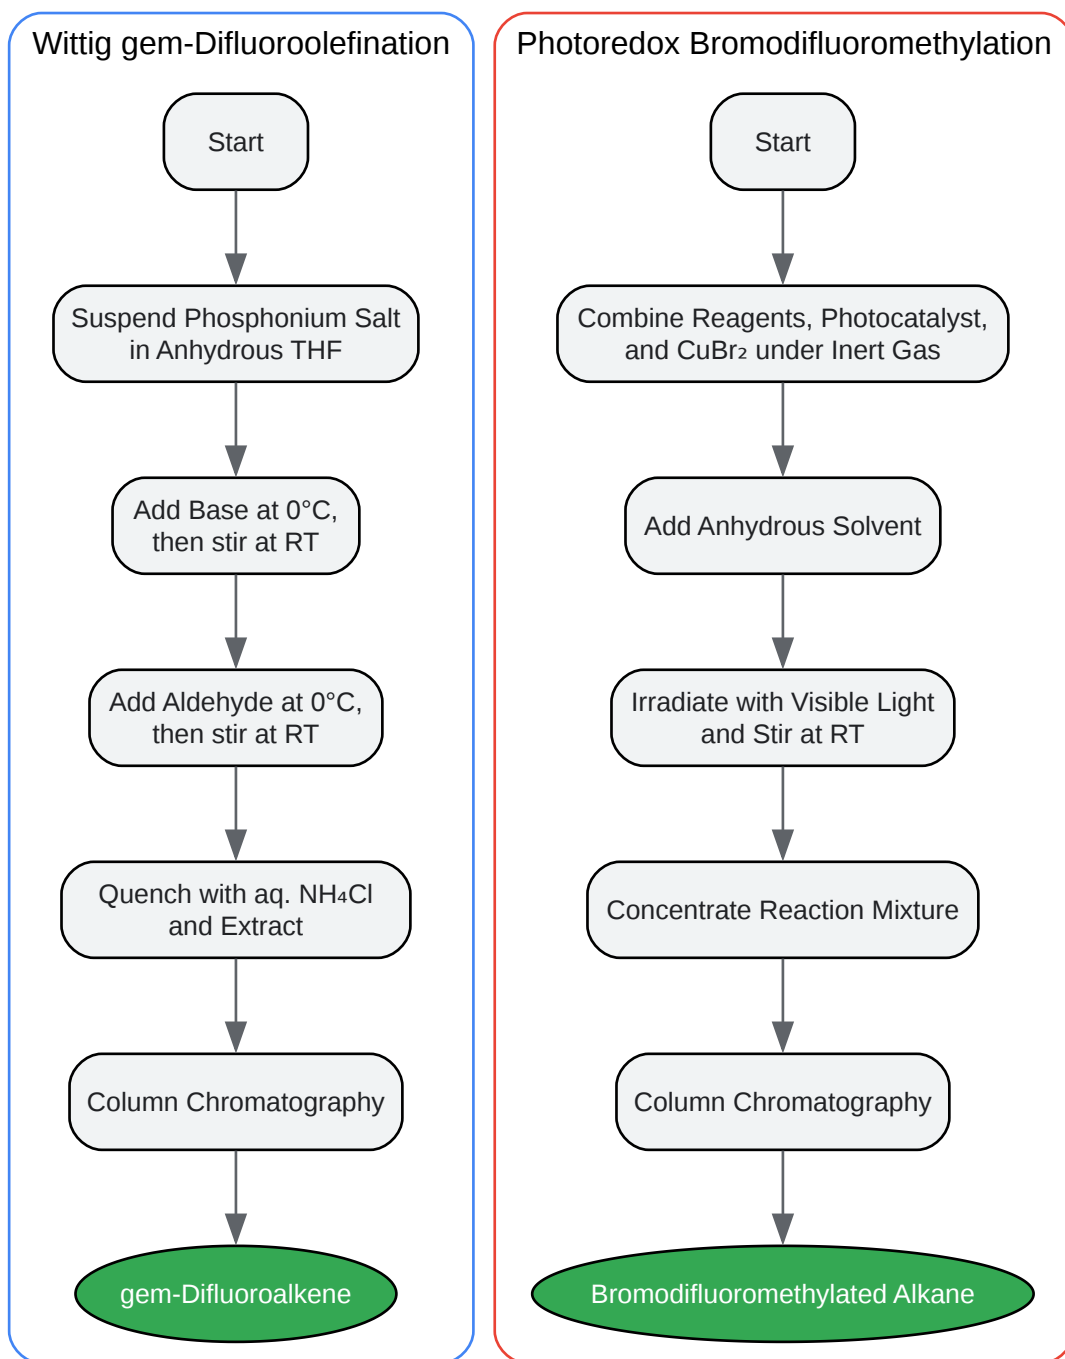 Wittig gem-Difluoroolefination
Start
Suspend Phosphonium Salt
in Anhydrous THF
Add Base at 0°C,
then stir at RT
Add Aldehyde at 0°C,
then stir at RT
Quench with aq. NH₄Cl
and Extract
Column Chromatography
gem-Difluoroalkene
Photoredox Bromodifluoromethylation
Start
Combine Reagents, Photocatalyst,
and CuBr₂ under Inert Gas
Add Anhydrous Solvent
Irradiate with Visible Light
and Stir at RT
Concentrate Reaction Mixture
Column Chromatography
Bromodifluoromethylated Alkane